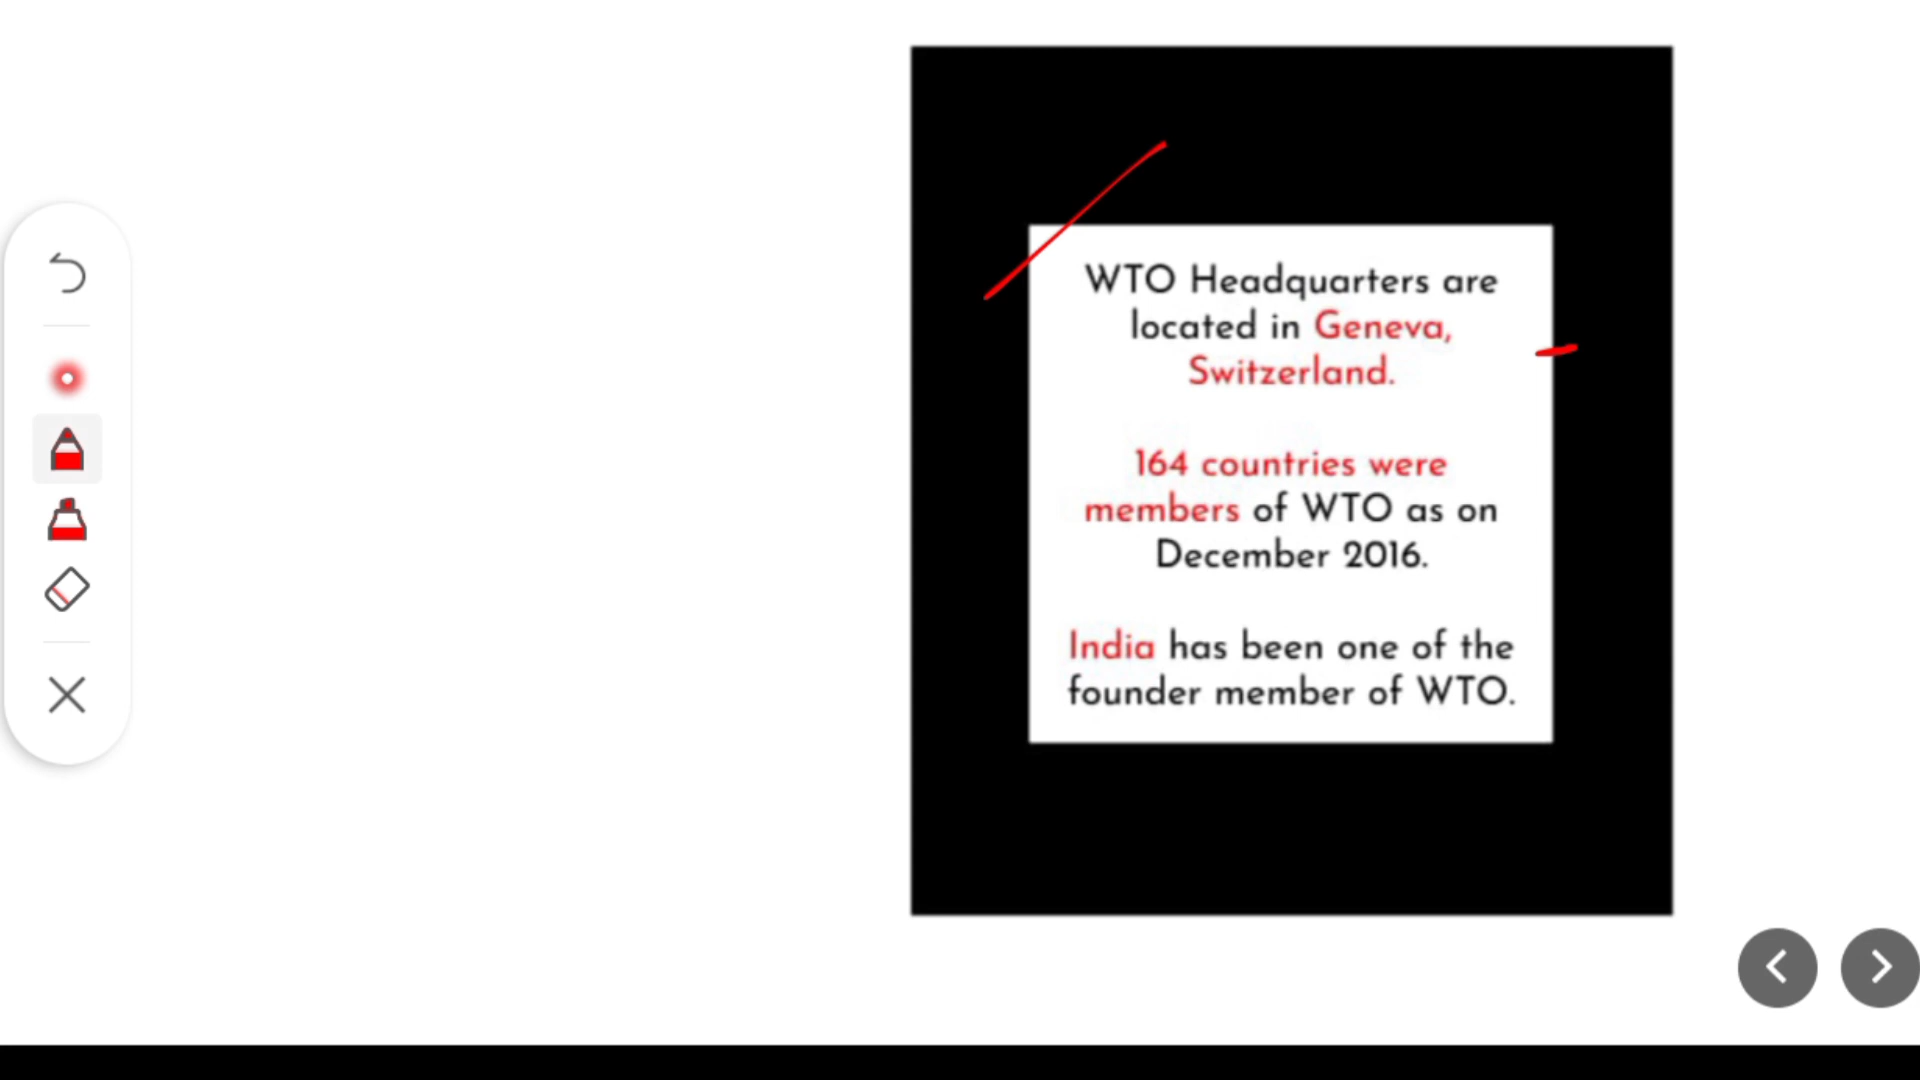 WTO Headquarters are
located in Geneva,
Switzerland.
164 countries were
members of WTO as on
December 2016.
India has been one of the
founder member of WTO.